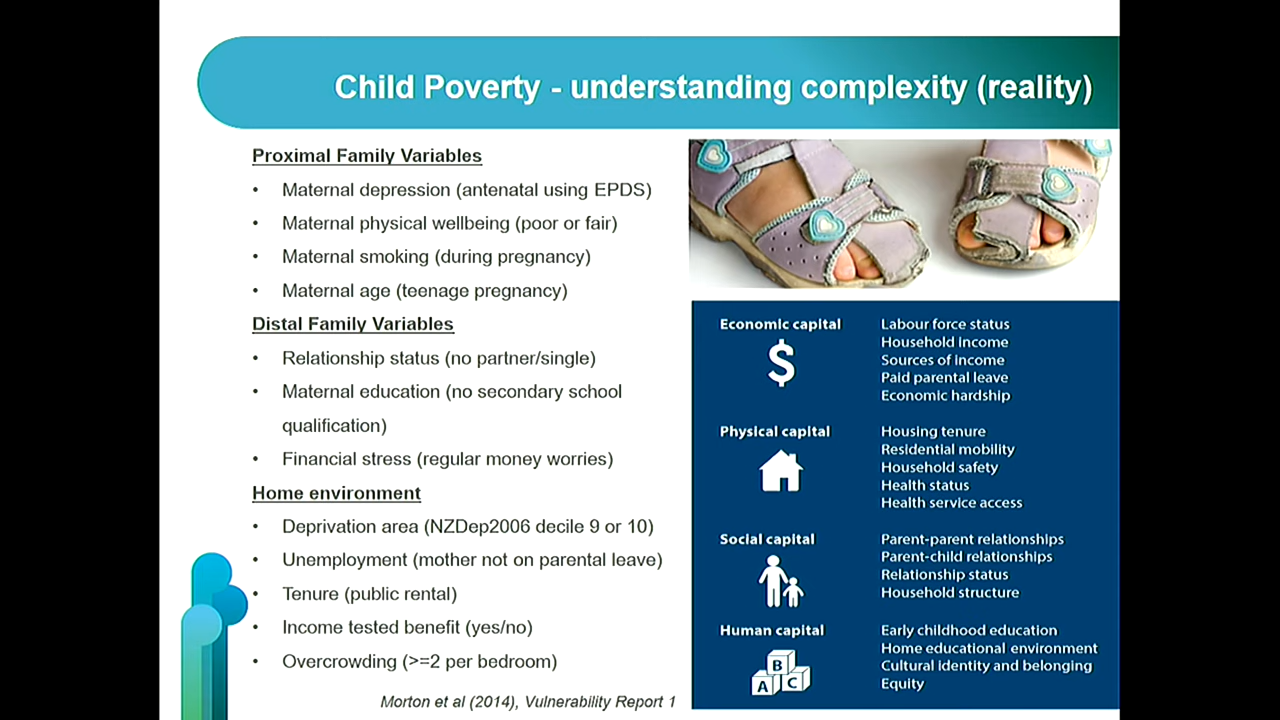 Child Poverty - understanding complexity (reality)
Proximal Family Variables
• Maternal depression (antenatal using EPDS)
• Maternal physical wellbeing (poor or fair)
• Maternal smoking (during pregnancy)
• Maternal age (teenage pregnancy)
Distal Family Variables
• Relationship status (no partner/single)
• Maternal education (no secondary school
qualification)
• Financial stress (regular money worries)
Home environment
• Deprivation area (NZDep2006 decile 9 or 10)
• Unemployment (mother not on parental leave)
• Tenure (public rental)
• Income tested benefit (yes/no)
• Overcrowding (>=2 per bedroom)
Morton et al (2014), Vulnerability Report 1
Economic capital
$
Labour force status
Household income
Sources of income
Paid parental leave
Economic hardship
Physical capital
Housing tenure
Residential mobility
Household safety
Health status
Health service access
Social capital
Parent-parent relationships
Parent-child relationships
Relationship status
Household structure
Human capital
B
A C
Early childhood education
Home educational environment
Cultural identity and belonging
Equity